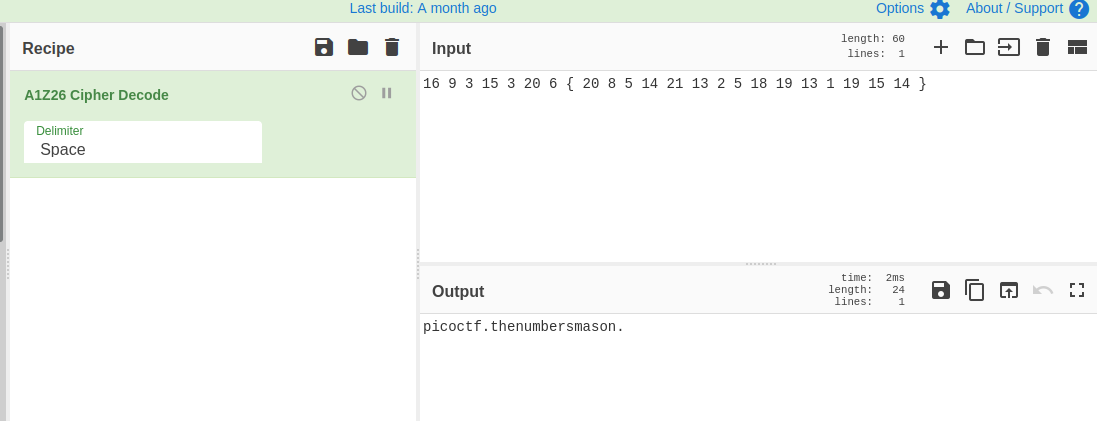 Last build: A month ago
Options
About / Support
Recipe
A1Z26 Cipher Decode
Delimiter
Space
Input
length: 60
lines: 1
16 9 3 15 3 20 6 { 20 8 5 14 21 13 2 5 18 19 13 1 19 15 14 }
Output
time: 2ms
length: 24
lines: 1
picoctf.thenumbersmason.